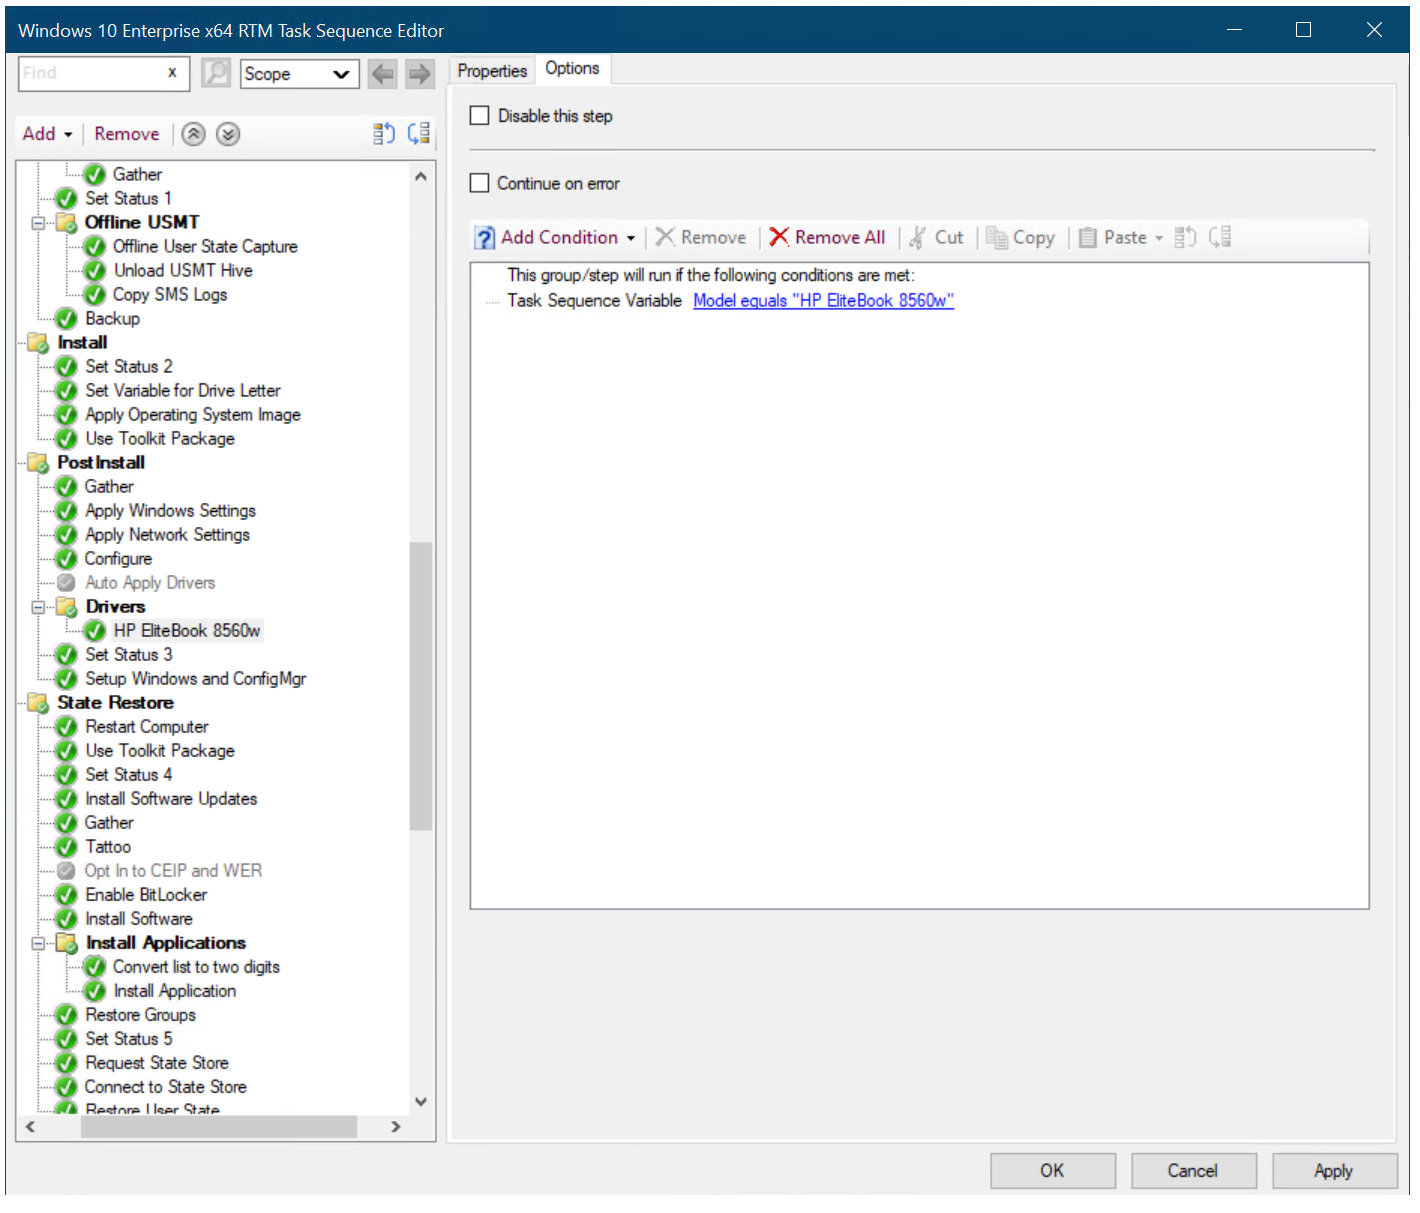 Windows 10 Enterprise x64 RTM Task Sequence Editor
Find x Scope
Add Remove
Gather
Set Status 1
Offline USMT
Offline User State Capture
Unload USMT Hive
Copy SMS Logs
Backup
Install
Set Status 2
Set Variable for Drive Letter
Apply Operating System Image
Use Toolkit Package
PostInstall
Gather
Apply Windows Settings
Apply Network Settings
Configure
Auto Apply Drivers
Drivers
HP EliteBook 8560w
Set Status 3
Setup Windows and ConfigMgr
State Restore
Restart Computer
Use Toolkit Package
Set Status 4
Install Software Updates
Gather
Tattoo
Opt In to CEIP and WER
Enable BitLocker
Install Software
Install Applications
Convert list to two digits
Install Application
Restore Groups
Set Status 5
Request State Store
Connect to State Store
Restore User State
Properties Options
Disable this step
Continue on error
Add Condition Remove Remove All Cut Copy Paste
This group/step will run if the following conditions are met:
Task Sequence Variable Model equals "HP EliteBook 8560w"
OK Cancel Apply